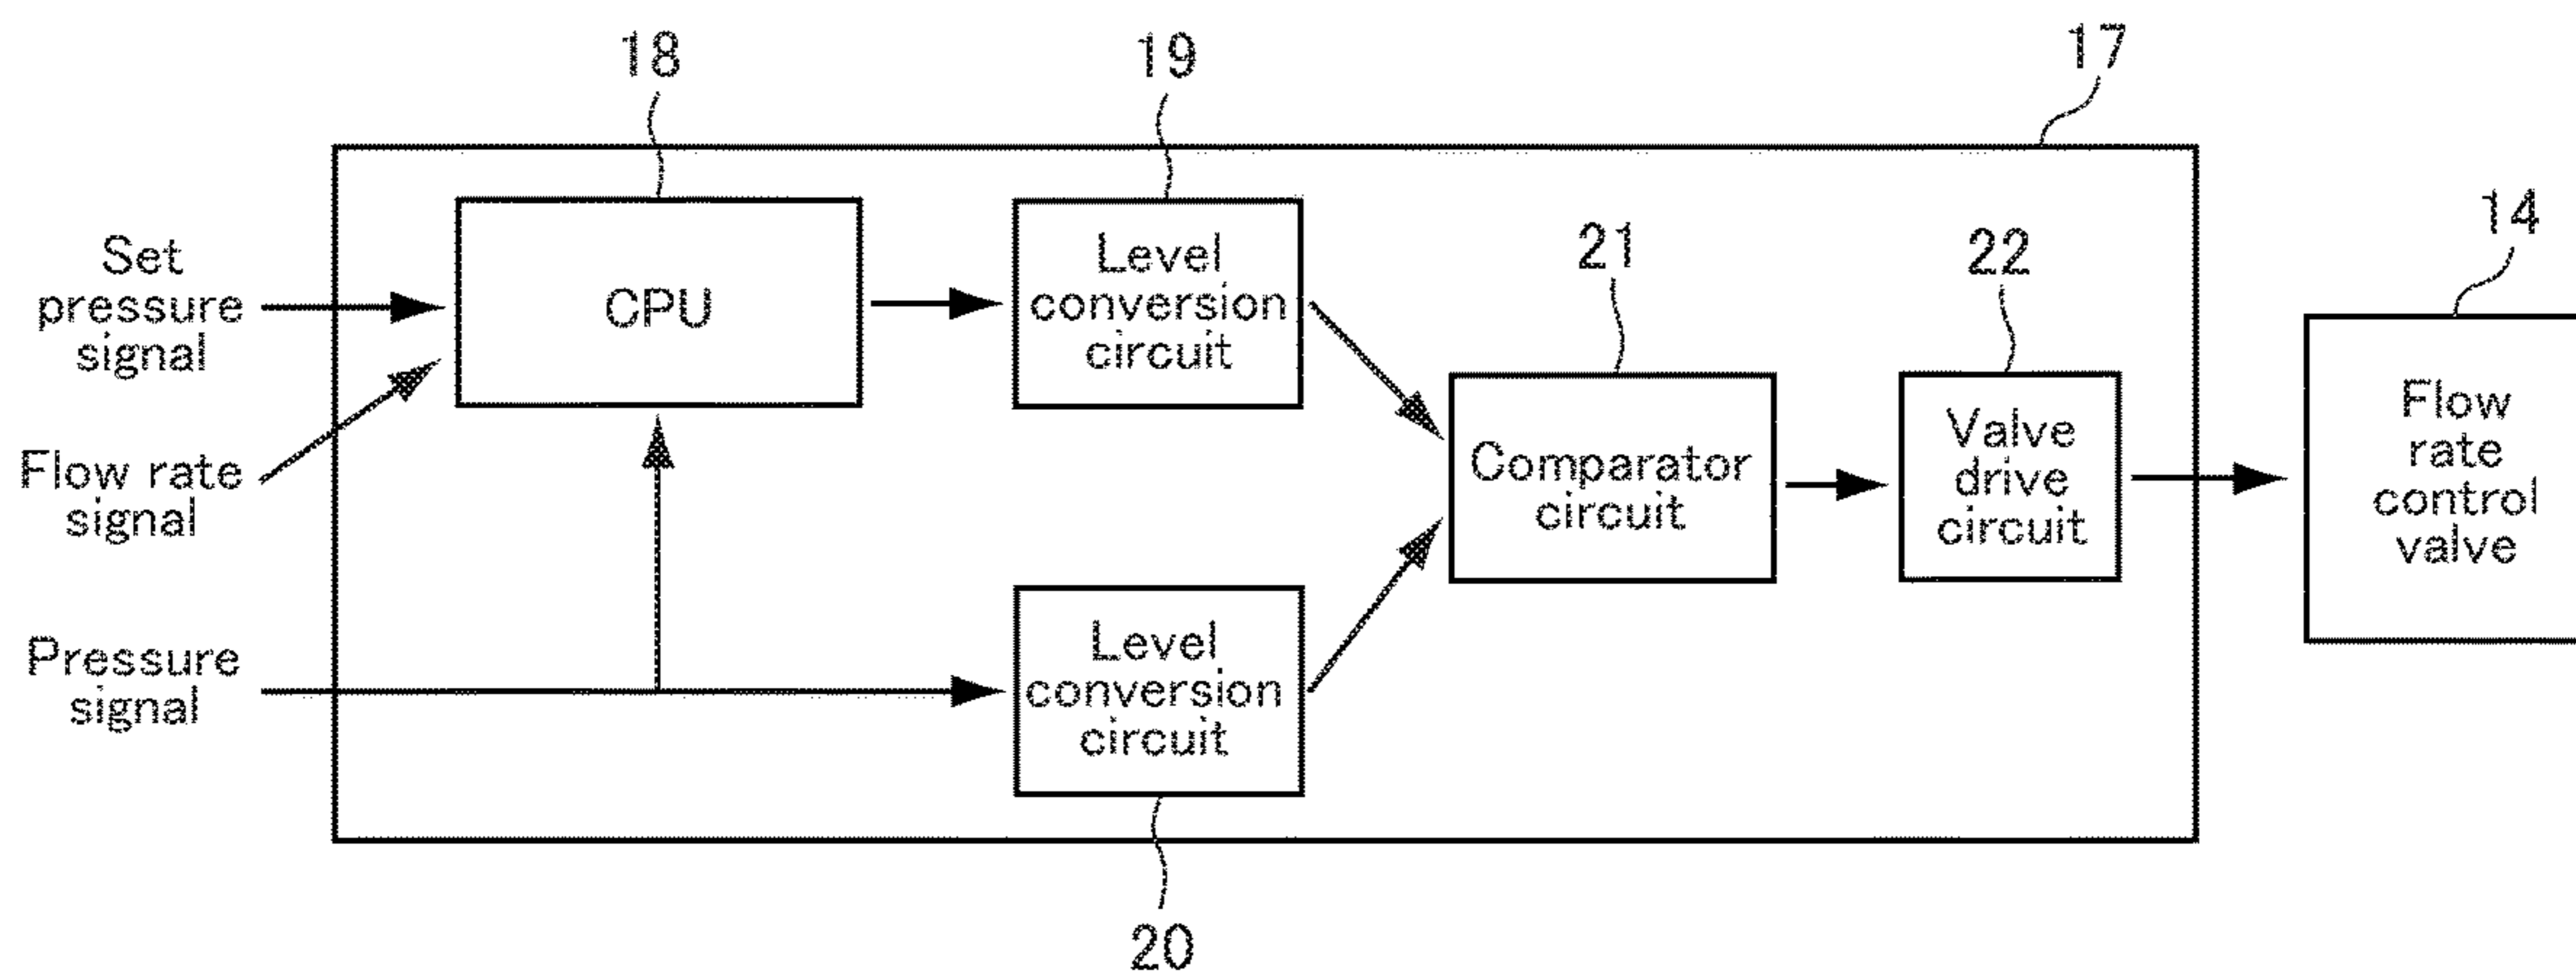 18
19
17
14
21
22
Set
pressure
signal
CPU
Level
conversion
circuit
Flow rate
signal
Comparator
circuit
Valve
drive
circuit
Flow
rate
control
valve
Pressure
signal
Level
conversion
circuit
20